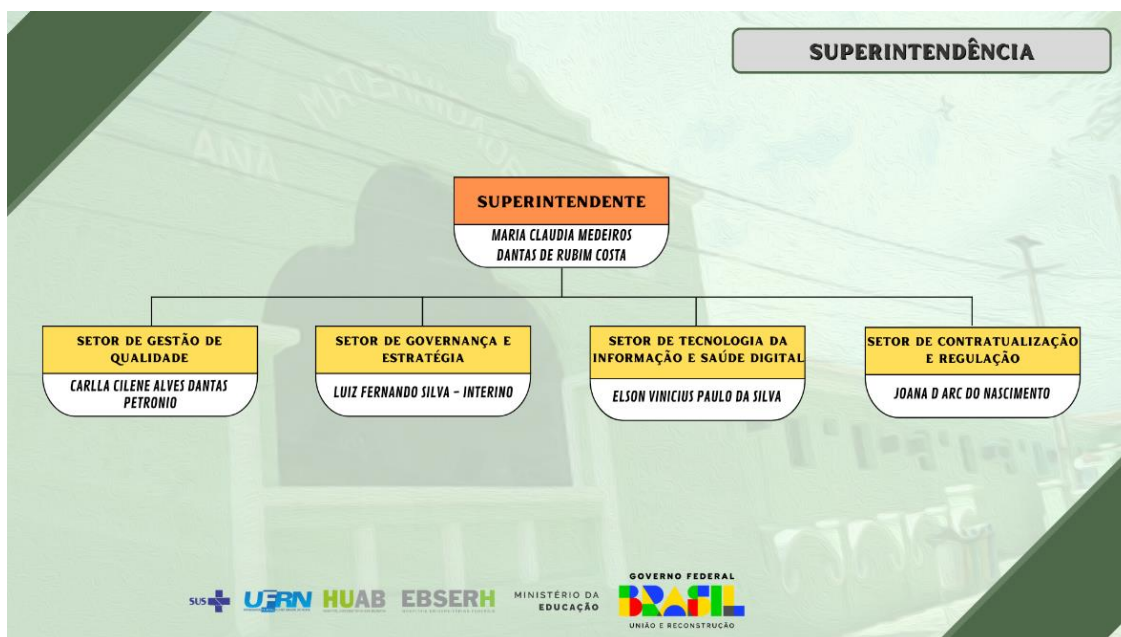 SUPERINTENDÊNCIA
MATERNIDADE
ANA
SUPERINTENDENTE
MARIA CLAUDIA MEDEIROS
DANTAS DE RUBIM COSTA
SETOR DE GESTÃO DE
QUALIDADE
CARLLA CILENE ALVES DANTAS
PETRONIO
SETOR DE GOVERNANÇA E
ESTRATÉGIA
LUIZ FERNANDO SILVA – INTERINO
SETOR DE TECNOLOGIA DA
INFORMAÇÃO E SAÚDE DIGITAL
ELSON VINICIUS PAULO DA SILVA
SETOR DE CONTRATUALIZAÇÃO
E REGULAÇÃO
JOANA D ARC DO NASCIMENTO
SUS
UFRN
HUAB
EBSERH
MINISTÉRIO DA
EDUCAÇÃO
GOVERNO FEDERAL
BRASIL
UNIÃO E RECONSTRUÇÃO